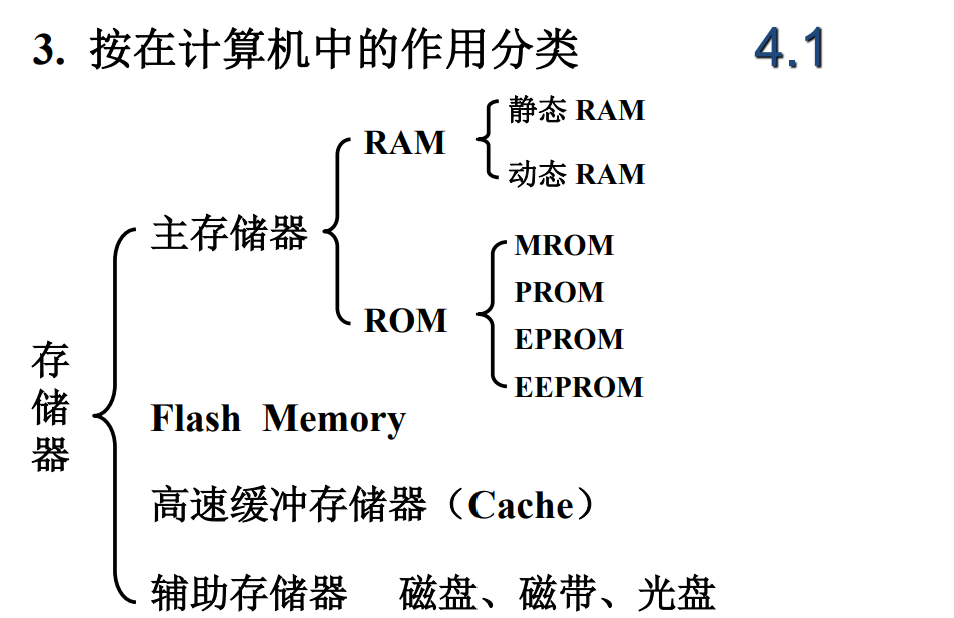 3. 按在计算机中的作用分类 4.1
静态 RAM
RAM
动态 RAM
主存储器
MROM
PROM
ROM
EPROM
EEPROM
存储器
Flash Memory
高速缓冲存储器（Cache）
辅助存储器 磁盘、磁带、光盘